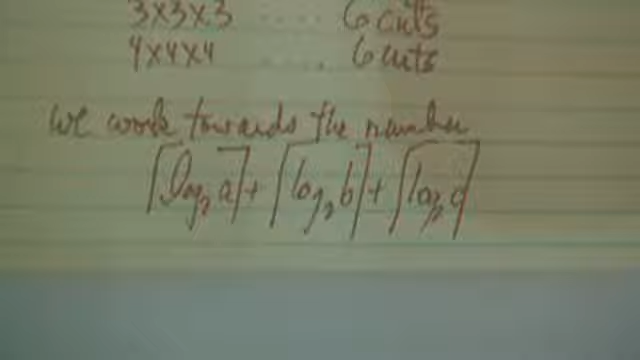 3x3x3 .... 6 cuts
4x4x4 .... 6 cuts
We work towards the number
⌈log₂ a⌉ + ⌈log₂ b⌉ + ⌈log₂ c⌉